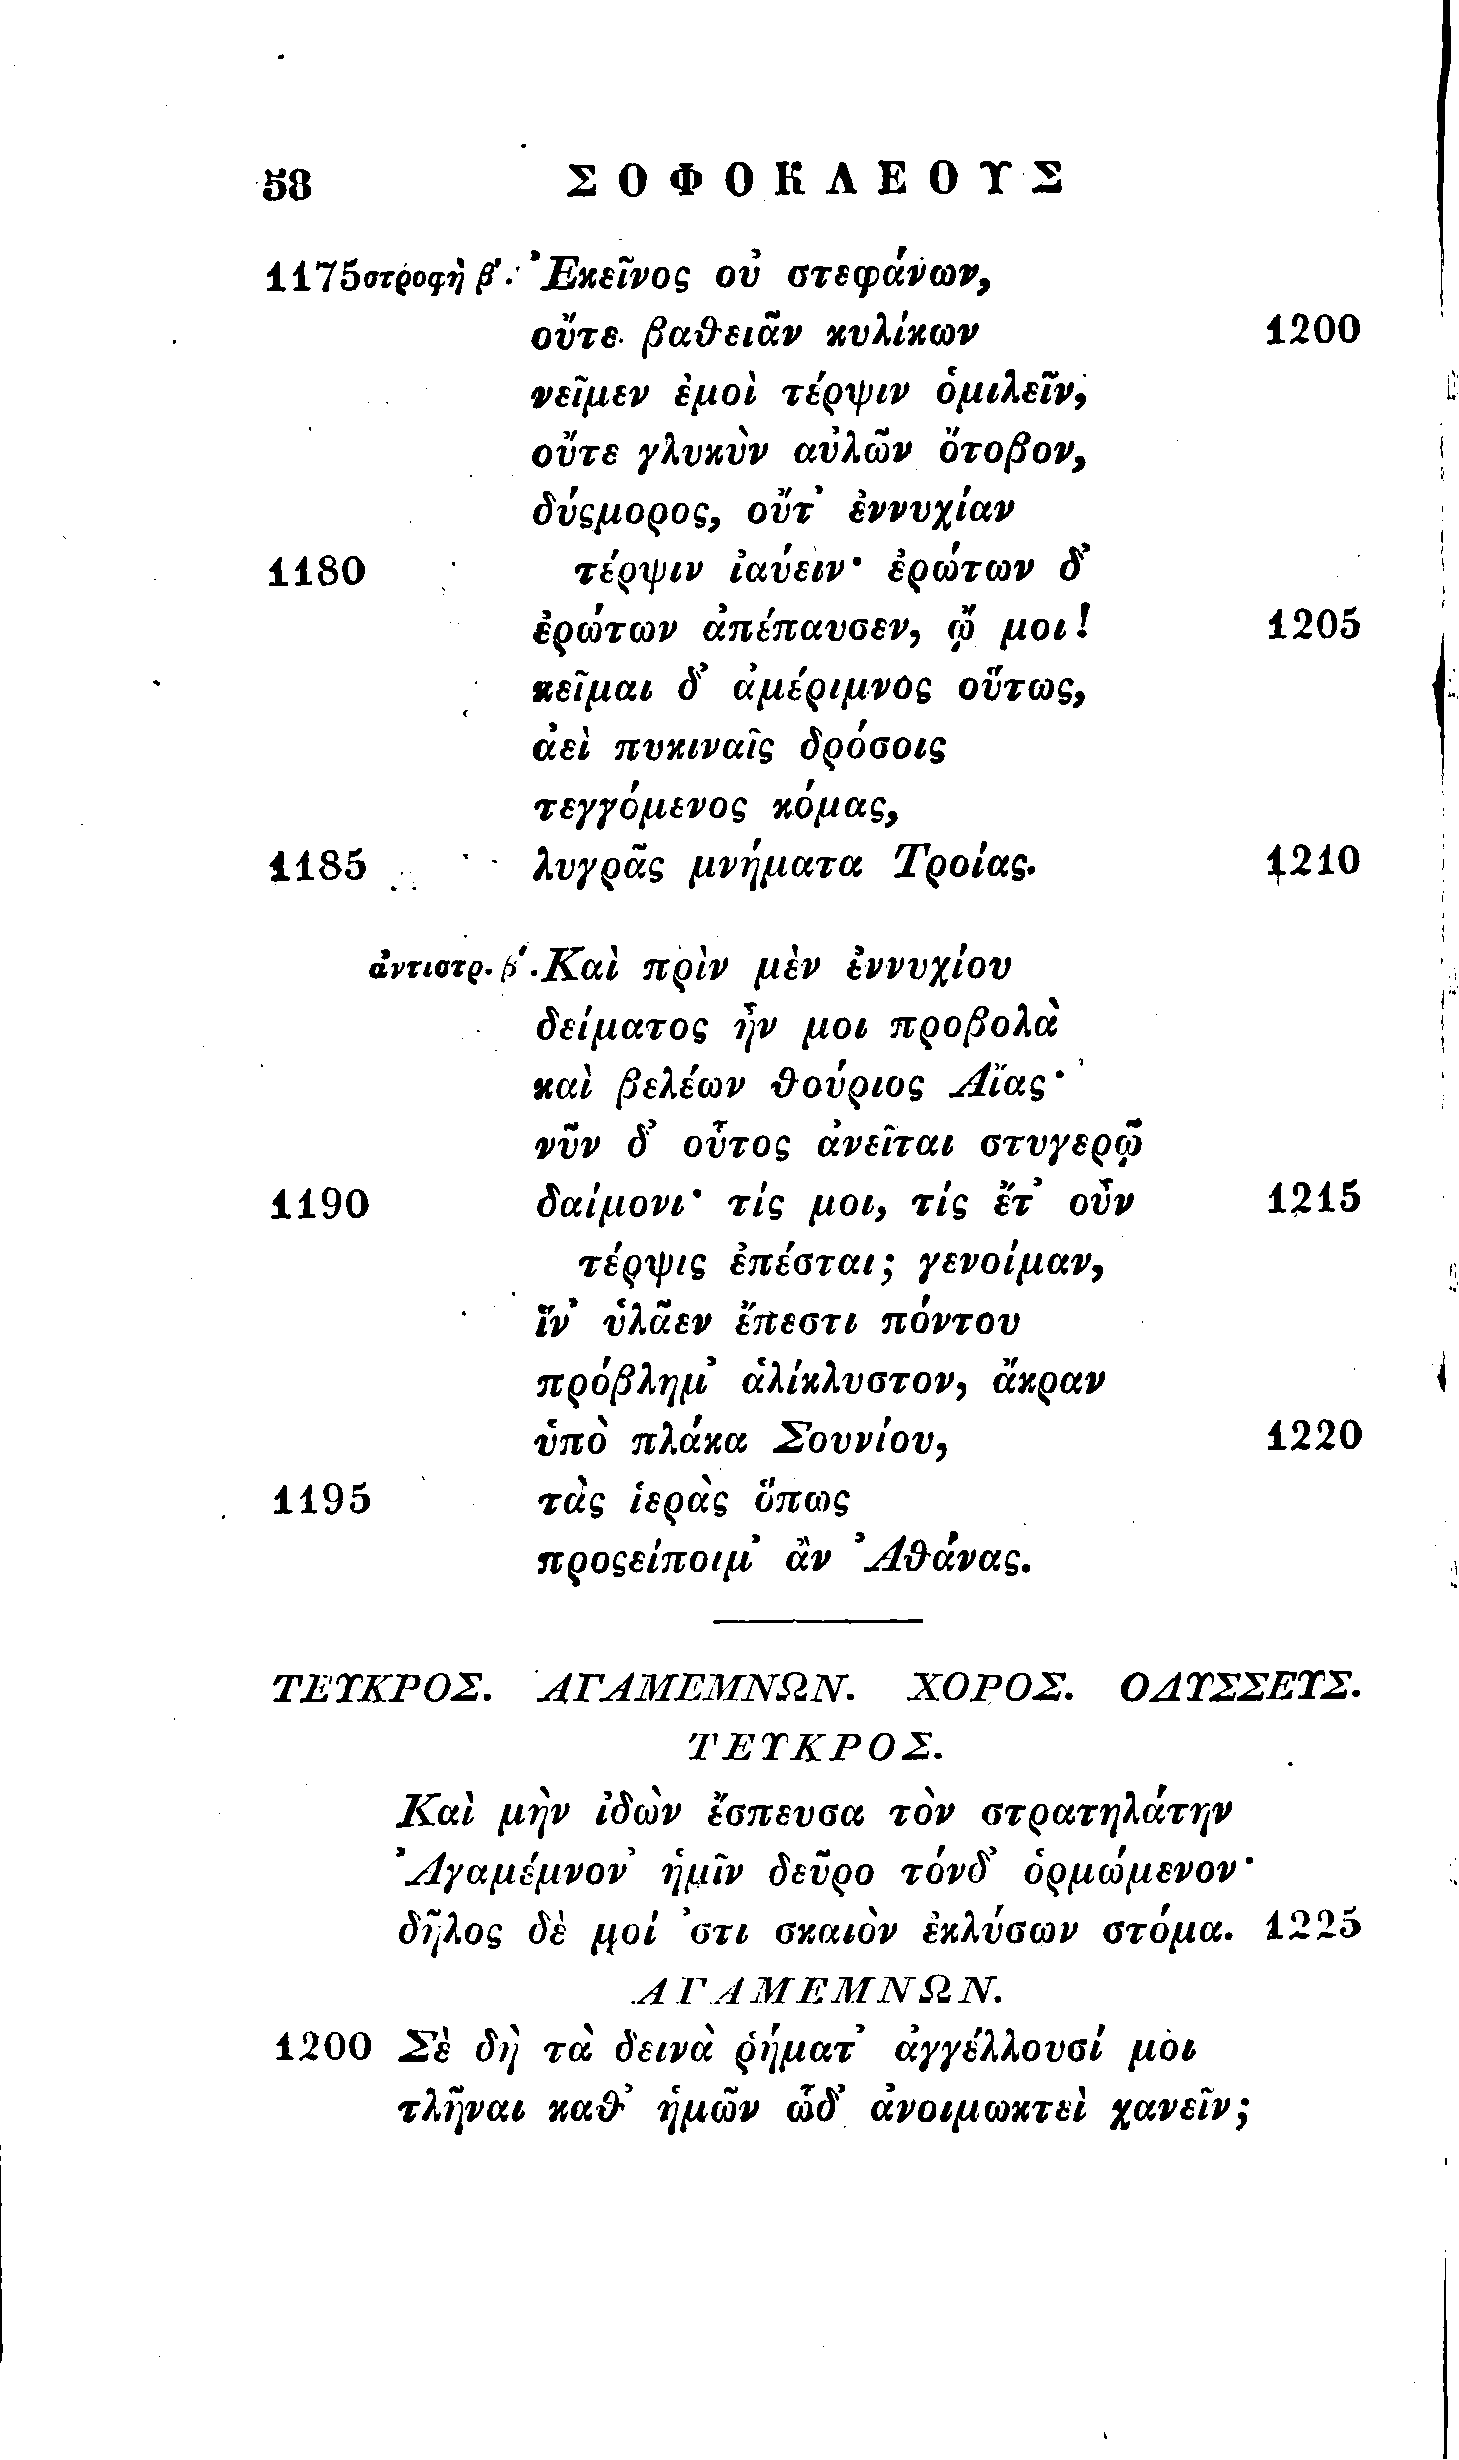 58 ΣΟΦΟΚΛΕΟΥΣ
1175 στροφὴ β΄. Ἐκεῖνος οὐ στεφάνων,
οὔτε βαθειᾶν κυλίκων 1200
νεῖμεν ἐμοὶ τέρψιν ὁμιλεῖν,
οὔτε γλυκὺν αὐλῶν ὄτοβον,
δύςμορος, οὔτ᾽ ἐννυχίαν
1180 τέρψιν ἰαύειν· ἐρώτων δ᾽
ἐρώτων ἀπέπαυσεν, ᾤ μοι!	1205
κεῖμαι δ᾽ ἀμέριμνος οὕτως,
ἀεὶ πυκιναῖς δρόσοις
τεγγόμενος κόμας,
1185 λυγρᾶς μνήματα Τροίας. 1210
ἀντιστρ. β΄. Καὶ πρὶν μὲν ἐννυχίου
δείματος ἦν μοι προβολὰ
καὶ βελέων θούριος Αἴας·
νῦν δ᾽ οὗτος ἀνεῖται στυγερῷ
1190 δαίμονι· τίς μοι, τίς ἔτ᾽ οὖν 1215
τέρψις ἐπέσται; γενοίμαν,
ἵν᾽ ὑλᾶεν ἔπεστι πόντου
πρόβλημ᾽ ἁλίκλυστον, ἄκραν
ὑπὸ πλάκα Σουνίου, 1220
1195 τὰς ἱερὰς ὅπως
προςείποιμ᾽ ἂν Ἀθάνας.
ΤΕΥΚΡΟΣ. ΑΓΑΜΕΜΝΩΝ. ΧΟΡΟΣ. ΟΔΥΣΣΕΥΣ.
ΤΕΥΚΡΟΣ.
Καὶ μὴν ἰδὼν ἔσπευσα τὸν στρατηλάτην
Ἀγαμέμνον᾽ ἡμῖν δεῦρο τόνδ᾽ ὁρμώμενον·
δῆλος δὲ μοί ᾽στι σκαιὸν ἐκλύσων στόμα. 1225
ΑΓΑΜΕΜΝΩΝ.
1200 Σὲ δὴ τὰ δεινὰ ῥήματ᾽ ἀγγέλλουσί μοι
τλῆναι καθ᾽ ἡμῶν ὧδ᾽ ἀνοιμωκτεὶ χανεῖν;